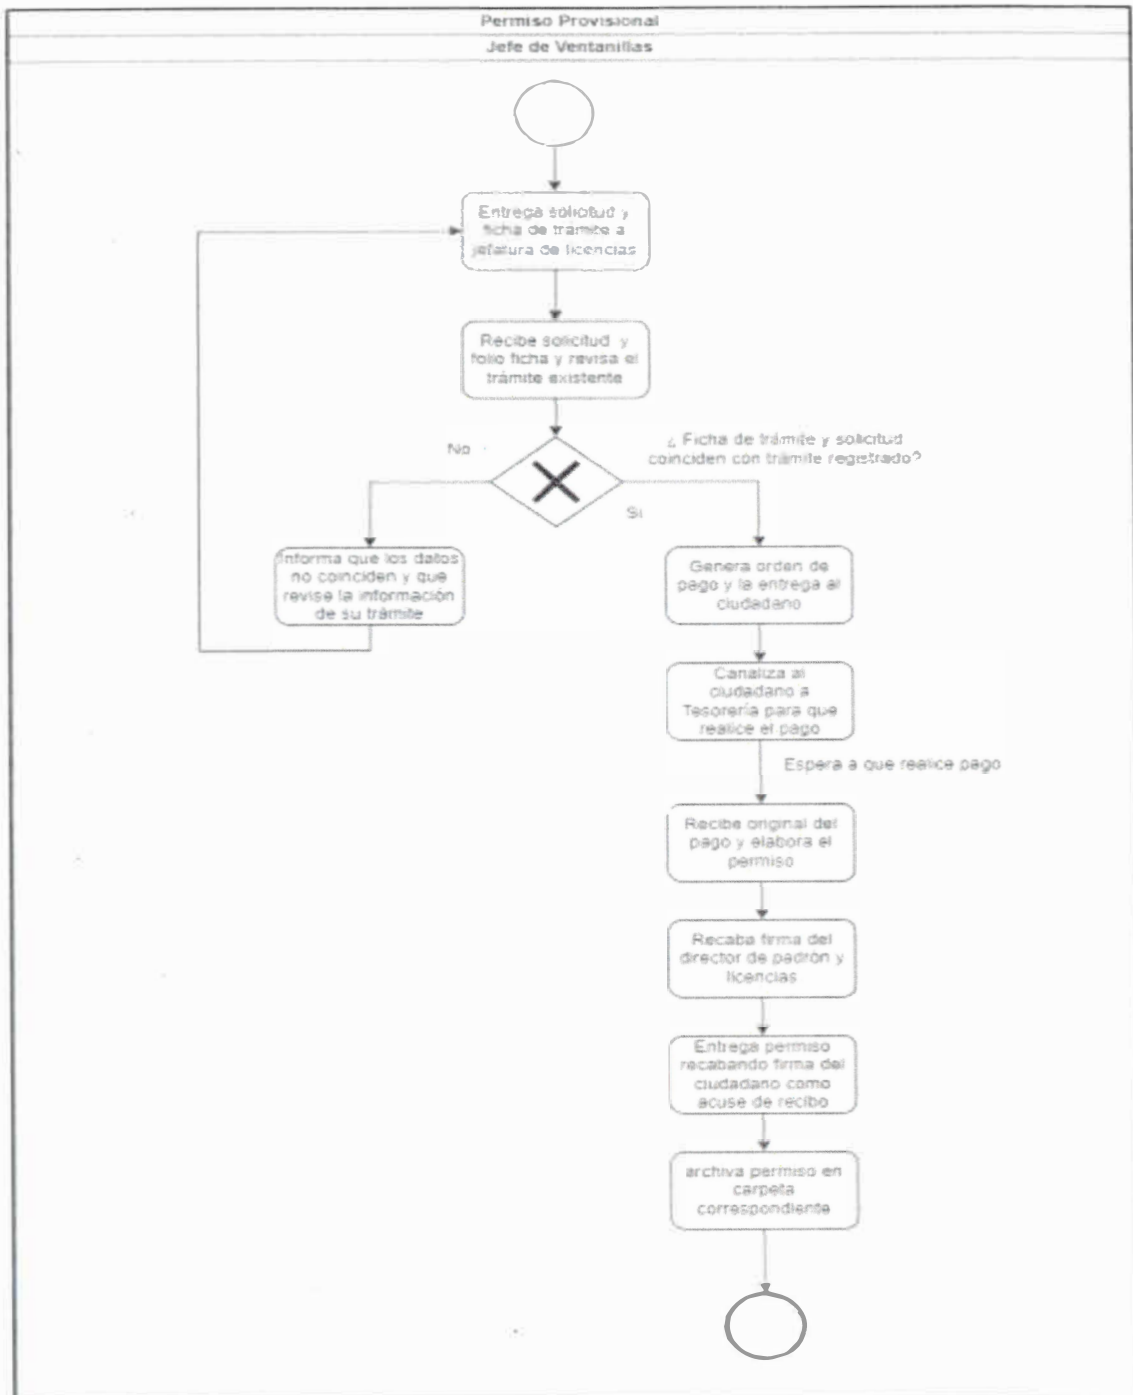 Permiso Provisional
Jefe de Ventanillas
Entrega solicitud y
ficha de trámite a
jefatura de licencias
Recibe solicitud y
folio ficha y revisa el
trámite existente
No
¿ Ficha de trámite y solicitud
coinciden con trámite registrado?
Si
Informa que los datos
no coinciden y que
revise la información
de su trámite
Genera orden de
pago y la entrega al
ciudadano
Canaliza al
ciudadano a
Tesorería para que
realice el pago
Espera a que realice pago
Recibe original del
pago y elabora el
permiso
Recaba firma del
director de padrón y
licencias
Entrega permiso
recabando firma del
ciudadano como
acuse de recibo
archiva permiso en
carpeta
correspondiente